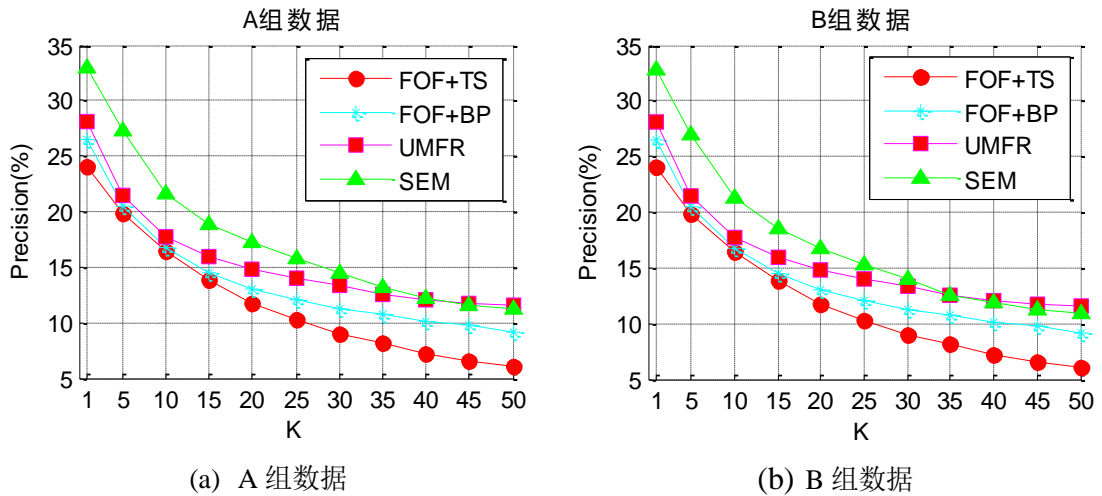 A组数据
35
30
25
20
15
10
5
Precision(%)
FOF+TS
FOF+BP
UMFR
SEM
1 5 10 15 20 25 30 35 40 45 50
K
(a) A 组数据
B组数据
35
30
25
20
15
10
5
Precision(%)
FOF+TS
FOF+BP
UMFR
SEM
1 5 10 15 20 25 30 35 40 45 50
K
(b) B 组数据